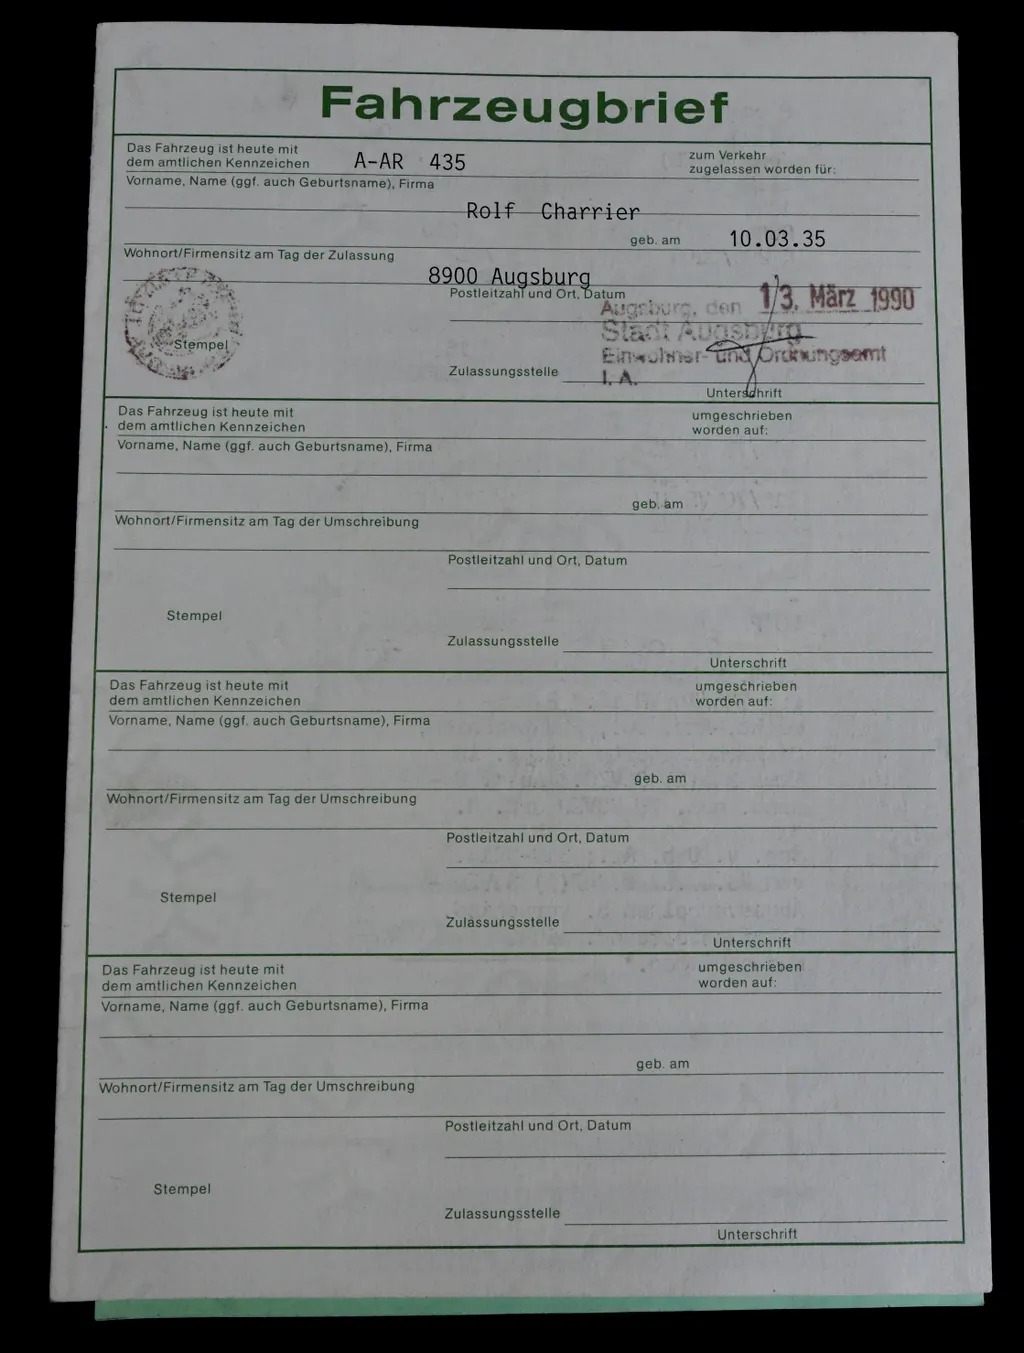 Fahrzeugbrief
Das Fahrzeug ist heute mit
dem amtlichen Kennzeichen A-AR 435 zum Verkehr
zugelassen worden für:
Vorname, Name (ggf. auch Geburtsname), Firma
Rolf Charrier
geb. am 10.03.35
Wohnort/Firmensitz am Tag der Zulassung
8900 Augsburg
Postleitzahl und Ort, Datum
Augsburg, den 13. März 1990
Stadt Augsburg
Stempel
Einwohner- und Ordnungsamt
Zulassungsstelle I. A.
Unterschrift
Das Fahrzeug ist heute mit
dem amtlichen Kennzeichen umgeschrieben
worden auf:
Vorname, Name (ggf. auch Geburtsname), Firma
geb. am
Wohnort/Firmensitz am Tag der Umschreibung
Postleitzahl und Ort, Datum
Stempel
Zulassungsstelle
Unterschrift
Das Fahrzeug ist heute mit
dem amtlichen Kennzeichen umgeschrieben
worden auf:
Vorname, Name (ggf. auch Geburtsname), Firma
geb. am
Wohnort/Firmensitz am Tag der Umschreibung
Postleitzahl und Ort, Datum
Stempel
Zulassungsstelle
Unterschrift
Das Fahrzeug ist heute mit
dem amtlichen Kennzeichen umgeschrieben
worden auf:
Vorname, Name (ggf. auch Geburtsname), Firma
geb. am
Wohnort/Firmensitz am Tag der Umschreibung
Postleitzahl und Ort, Datum
Stempel
Zulassungsstelle
Unterschrift